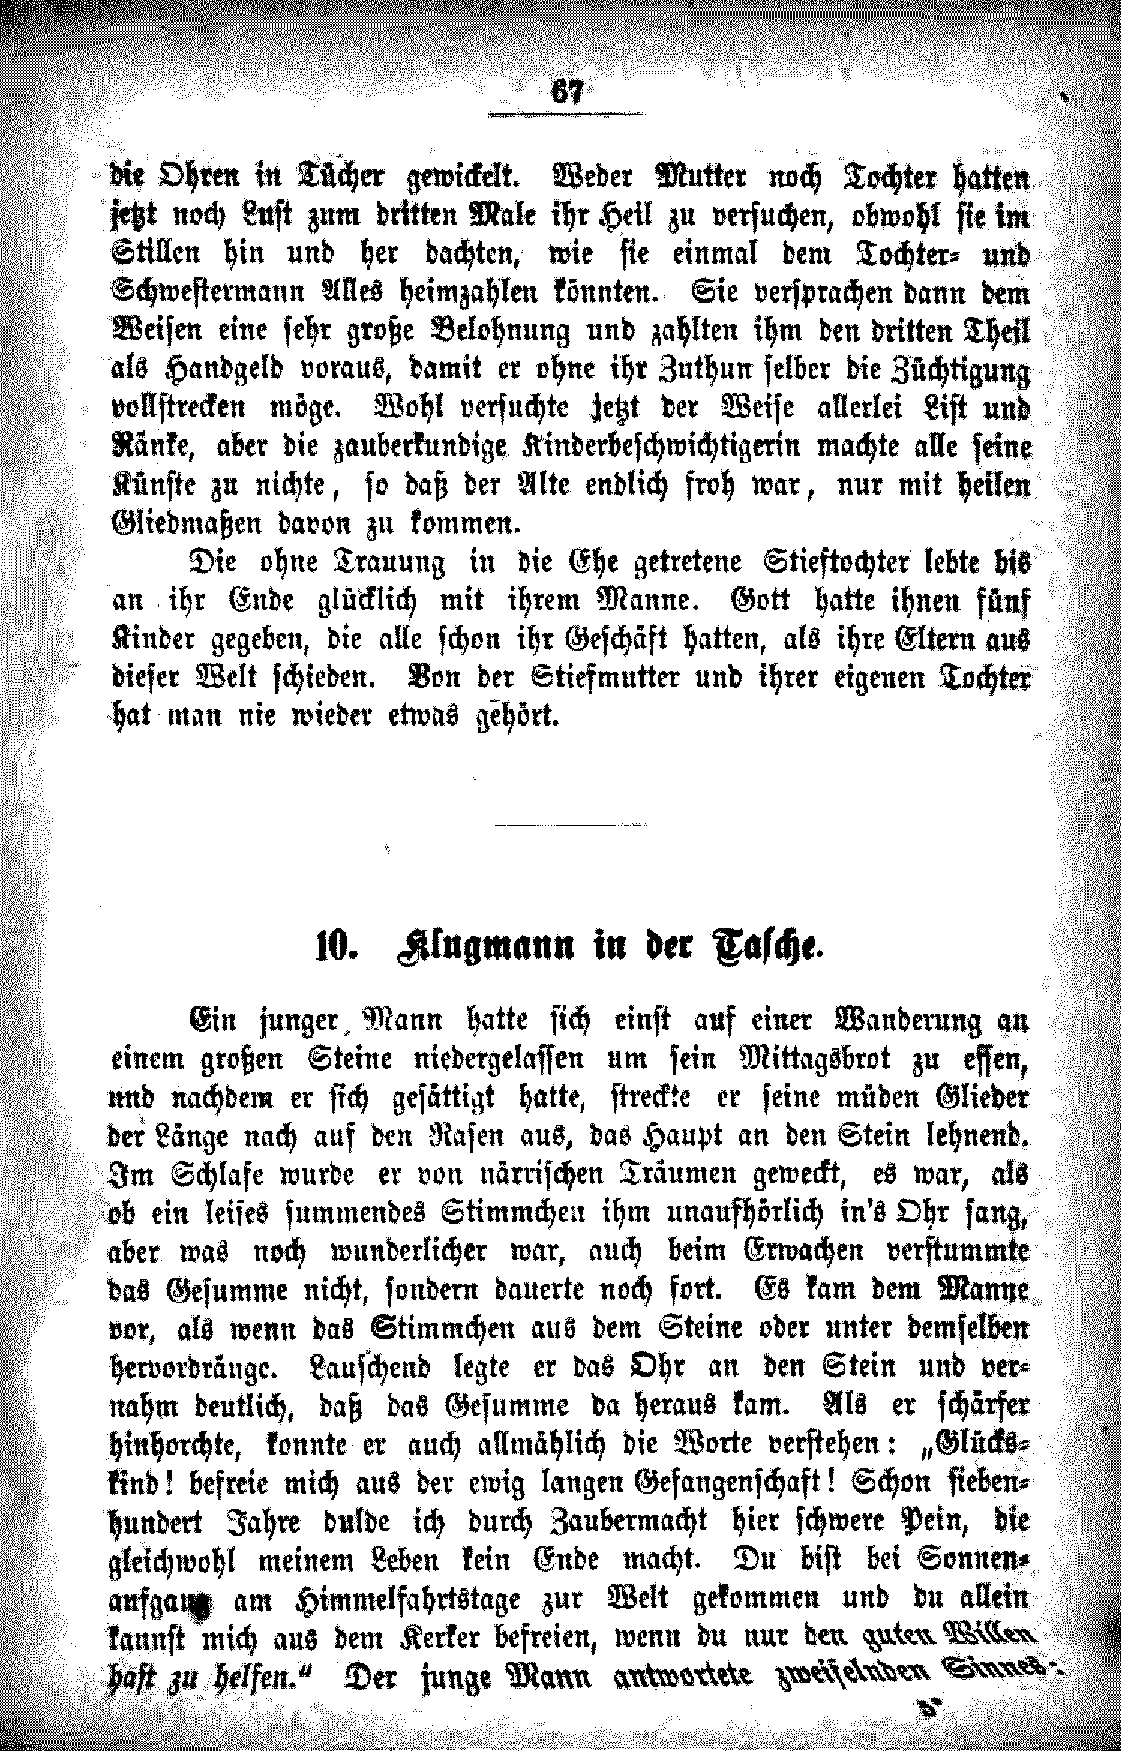 67
die Ohren in Tücher gewickelt. Weder Mutter noch Tochter hatten
jetzt noch Lust zum dritten Male ihr Heil zu versuchen, obwohl sie im
Stillen hin und her dachten, wie sie einmal dem Tochter- und
Schwestermann Alles heimzahlen könnten. Sie versprachen dann dem
Weisen eine sehr große Belohnung und zahlten ihm den dritten Theil
als Handgeld voraus, damit er ohne ihr Zuthun selber die Züchtigung
vollstrecken möge. Wohl versuchte jetzt der Weise allerlei List und
Ränke, aber die zauberkundige Kinderbeschwichtigerin machte alle seine
Künste zu nichte, so daß der Alte endlich froh war, nur mit heilen
Gliedmaßen davon zu kommen.
Die ohne Trauung in die Ehe getretene Stieftochter lebte bis
an ihr Ende glücklich mit ihrem Manne. Gott hatte ihnen fünf
Kinder gegeben, die alle schon ihr Geschäft hatten, als ihre Eltern aus
dieser Welt schieden. Von der Stiefmutter und ihrer eigenen Tochter
hat man nie wieder etwas gehört.
10. Klugmann in der Tasche.
Ein junger Mann hatte sich einst auf einer Wanderung an
einem großen Steine niedergelassen um sein Mittagsbrot zu essen,
und nachdem er sich gesättigt hatte, streckte er seine müden Glieder
der Länge nach auf den Rasen aus, das Haupt an den Stein lehnend.
Im Schlafe wurde er von närrischen Träumen geweckt, es war, als
ob ein leises summendes Stimmchen ihm unaufhörlich in's Ohr sang,
aber was noch wunderlicher war, auch beim Erwachen verstummte
das Gesumme nicht, sondern dauerte noch fort. Es kam dem Manne
vor, als wenn das Stimmchen aus dem Steine oder unter demselben
hervordränge. Lauschend legte er das Ohr an den Stein und ver-
nahm deutlich, daß das Gesumme da heraus kam. Als er schärfer
hinhorchte, konnte er auch allmählich die Worte verstehen: „Glücks-
kind! befreie mich aus der ewig langen Gefangenschaft! Schon sieben-
hundert Jahre dulde ich durch Zaubermacht hier schwere Pein, die
gleichwohl meinem Leben kein Ende macht. Du bist bei Sonnen-
aufgang am Himmelfahrtstage zur Welt gekommen und du allein
kannst mich aus dem Kerker befreien, wenn du nur den guten Willen
hast zu helfen.“ Der junge Mann antwortete zweifelnden Sinnes: